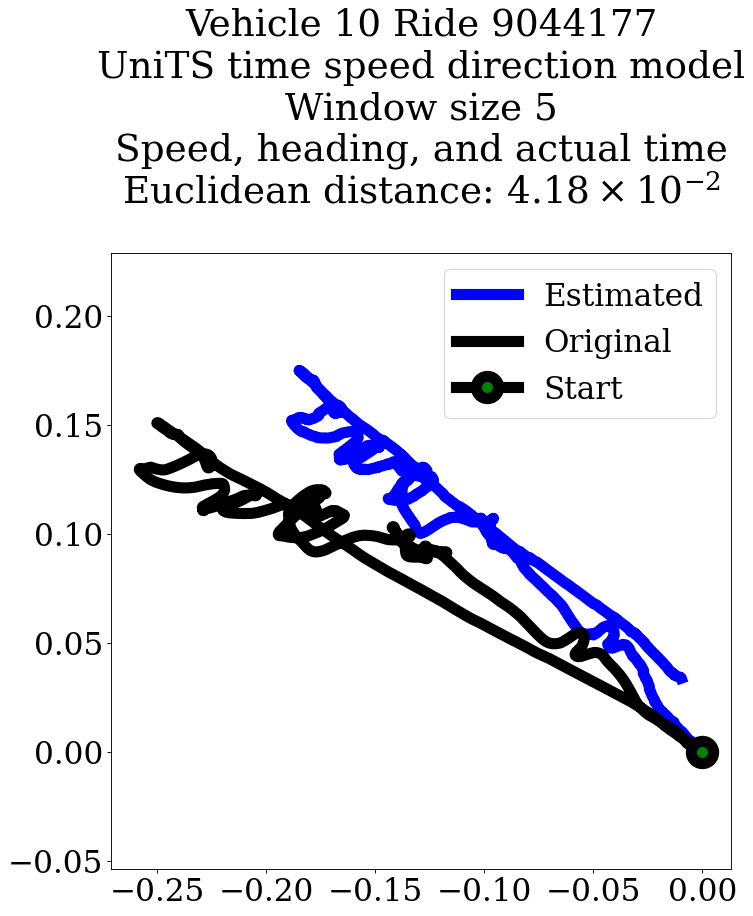 Vehicle 10 Ride 9044177
UniTS time speed direction model
Window size 5
Speed, heading, and actual time
Euclidean distance: 4.18 × 10⁻²
Estimated
Original
Start
0.20
0.15
0.10
0.05
0.00
−0.05
−0.25 −0.20 −0.15 −0.10 −0.05 0.00